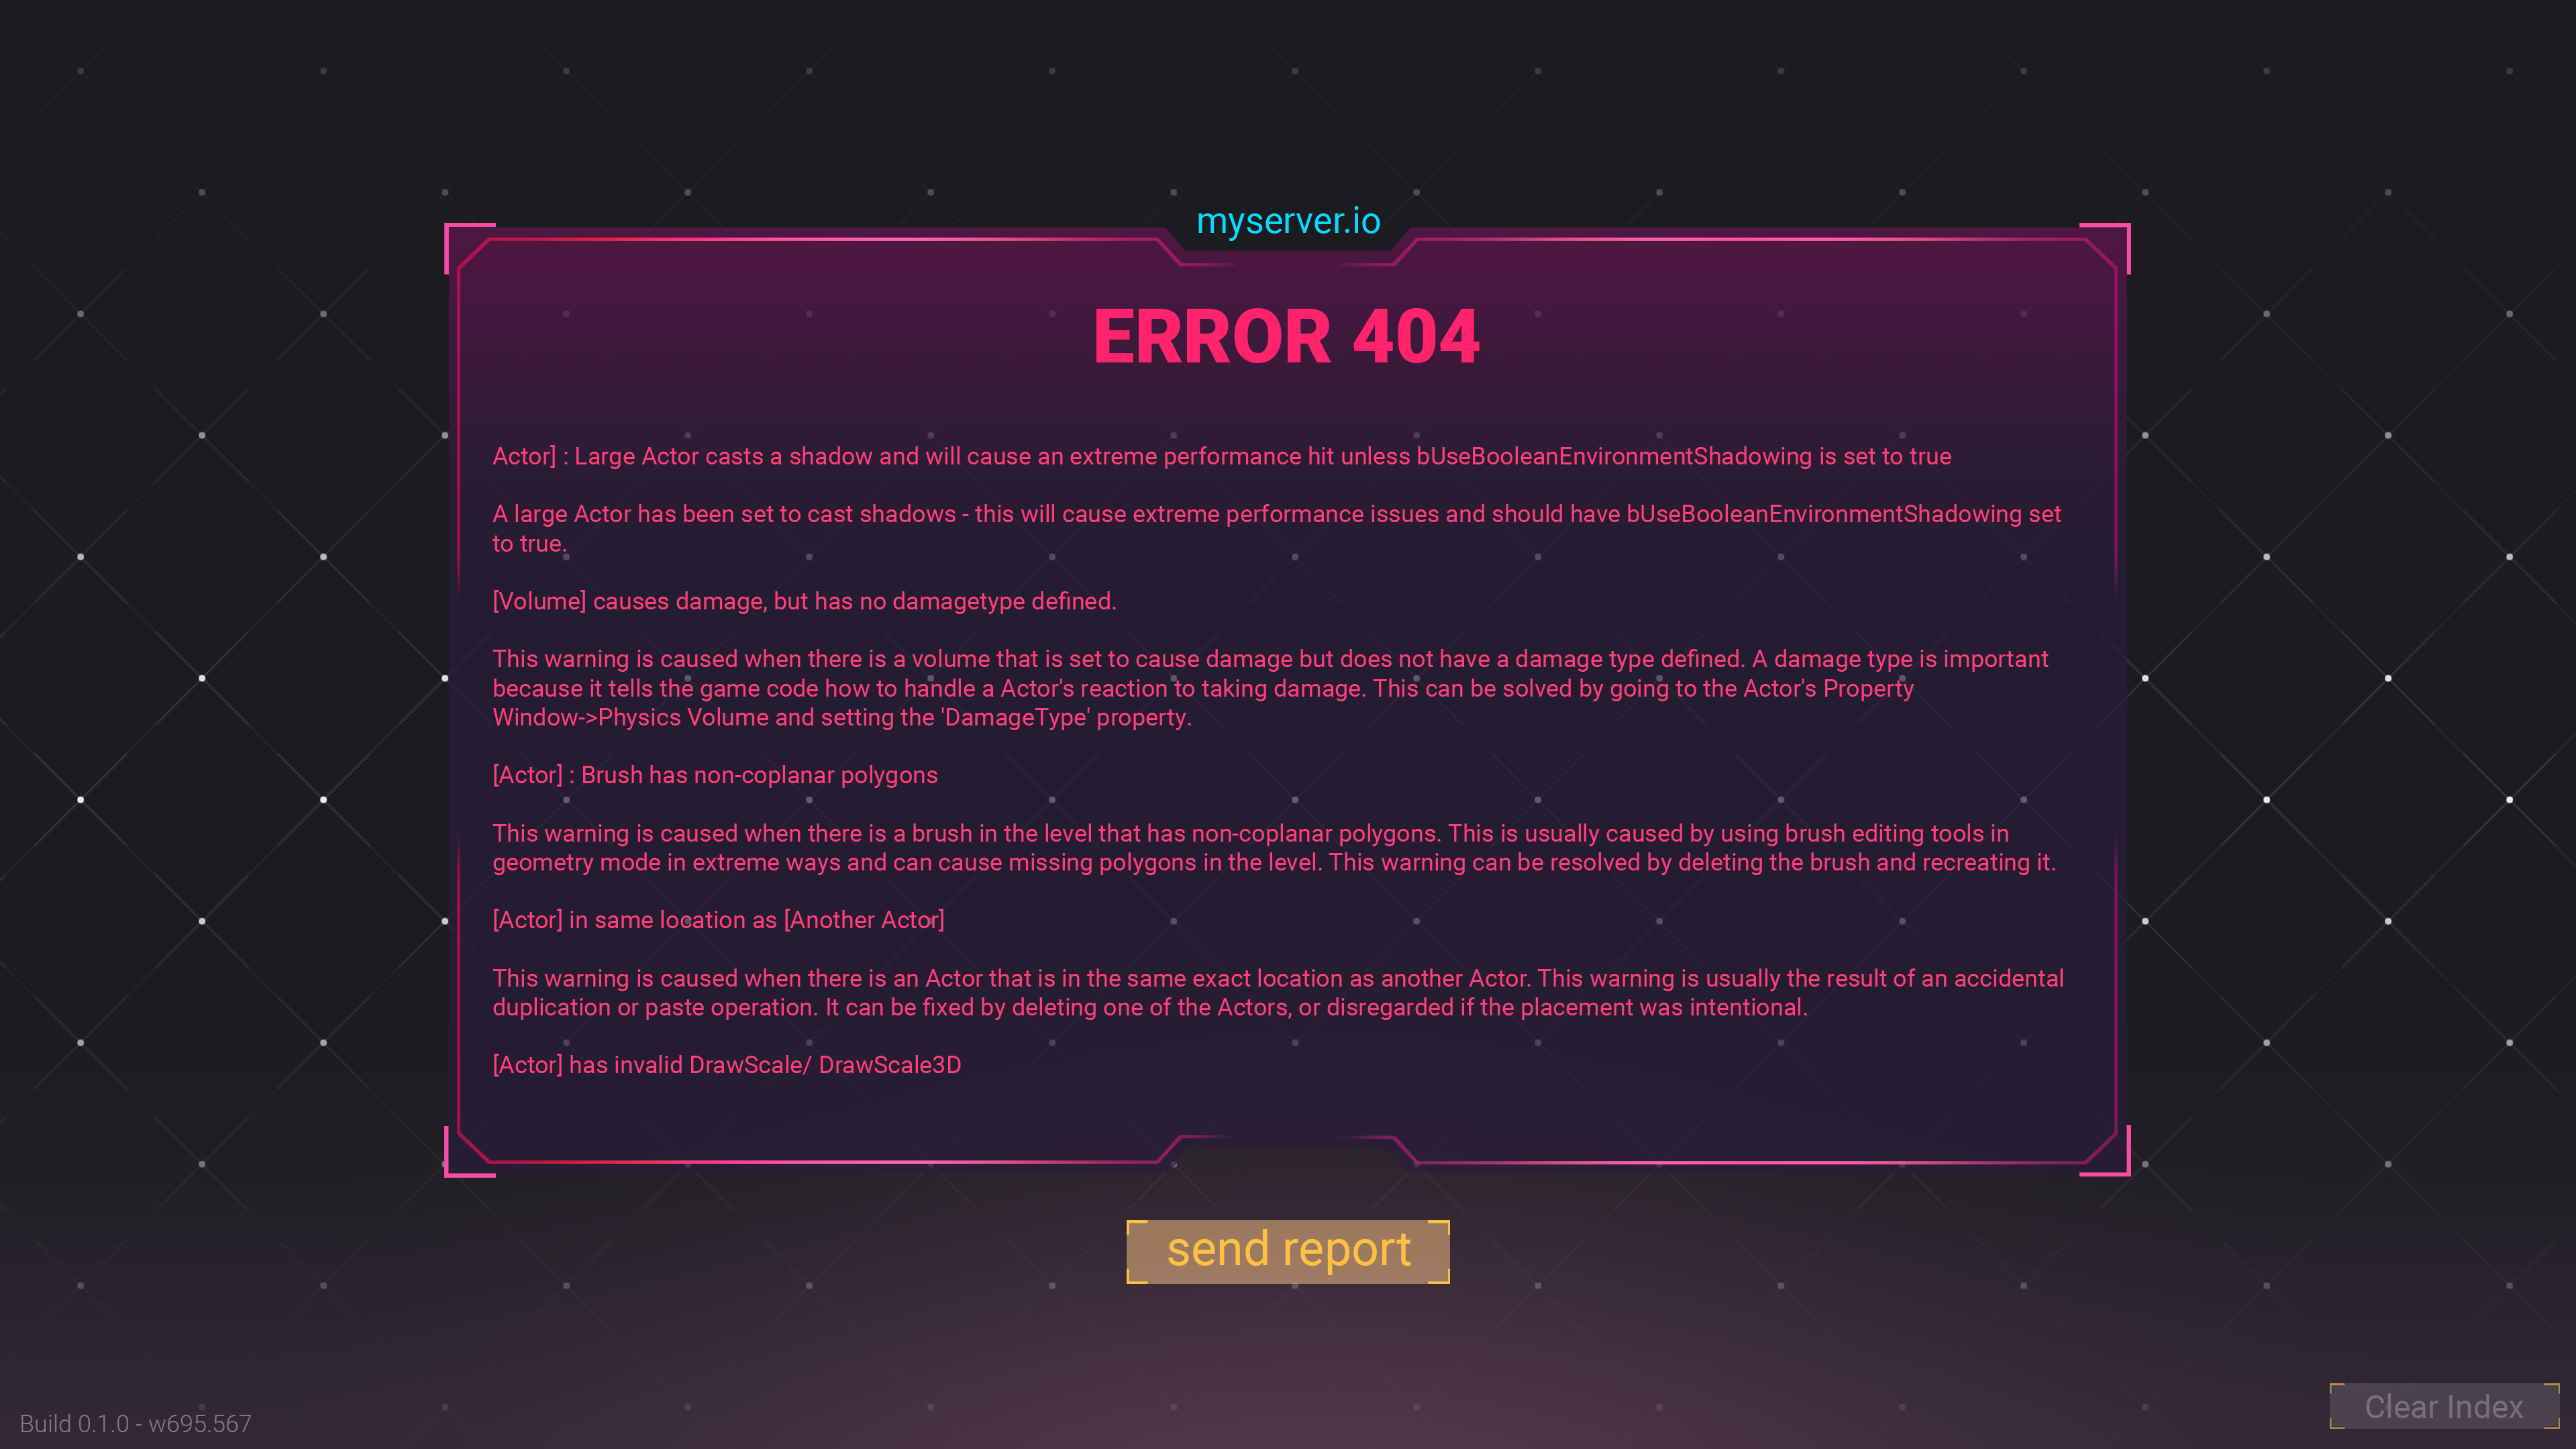 myserver.io
ERROR 404
Actor] : Large Actor casts a shadow and will cause an extreme performance hit unless bUseBooleanEnvironmentShadowing is set to true
A large Actor has been set to cast shadows - this will cause extreme performance issues and should have bUseBooleanEnvironmentShadowing set
to true.
[Volume] causes damage, but has no damagetype defined.
This warning is caused when there is a volume that is set to cause damage but does not have a damage type defined. A damage type is important
because it tells the game code how to handle a Actor's reaction to taking damage. This can be solved by going to the Actor's Property
Window->Physics Volume and setting the 'DamageType' property.
[Actor] : Brush has non-coplanar polygons
This warning is caused when there is a brush in the level that has non-coplanar polygons. This is usually caused by using brush editing tools in
geometry mode in extreme ways and can cause missing polygons in the level. This warning can be resolved by deleting the brush and recreating it.
[Actor] in same location as [Another Actor]
This warning is caused when there is an Actor that is in the same exact location as another Actor. This warning is usually the result of an accidental
duplication or paste operation. It can be fixed by deleting one of the Actors, or disregarded if the placement was intentional.
[Actor] has invalid DrawScale/ DrawScale3D
send report
Build 0.1.0 - w695.567
Clear Index